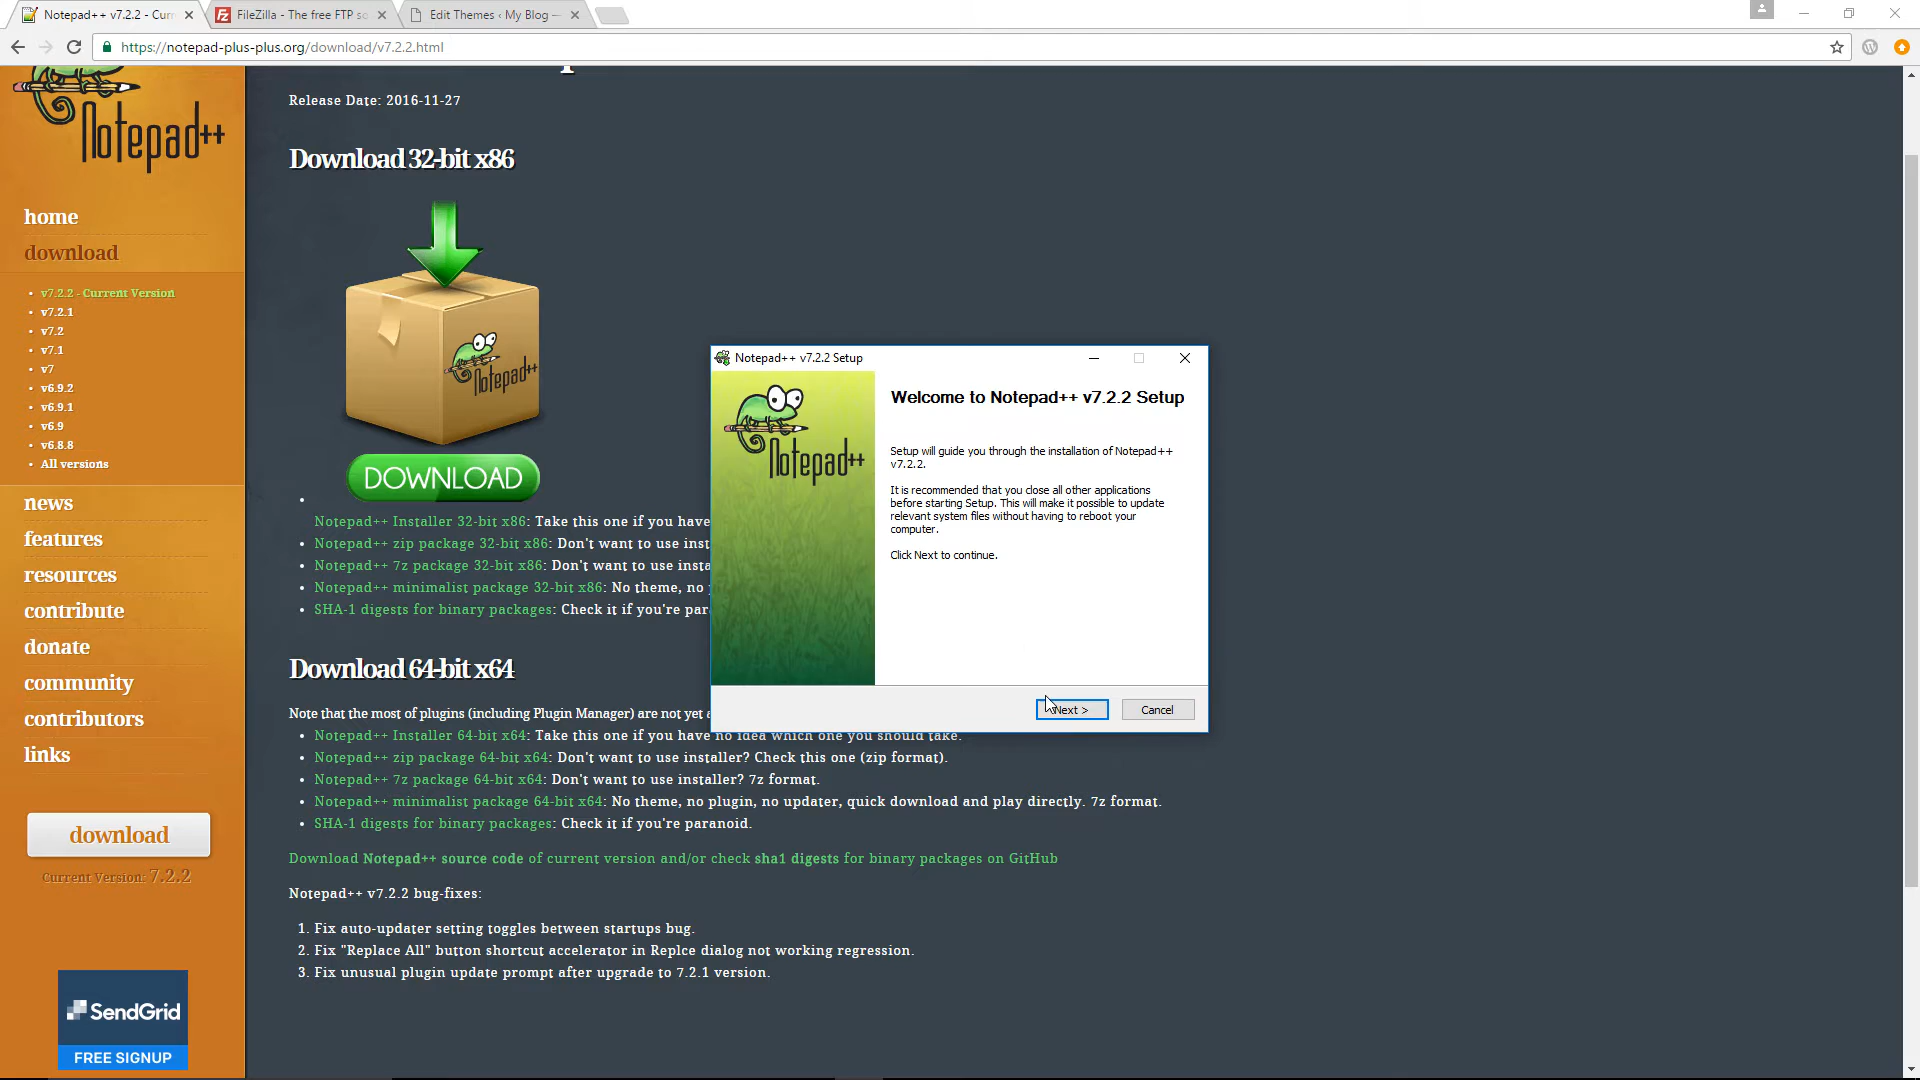 Notepad++ v7.2.2 - Curr
FileZilla - The free FTP so
Edit Themes ‹ My Blog —
https://notepad-plus-plus.org/download/v7.2.2.html
Notepad++
home
download
v7.2.2 - Current Version
v7.2.1
v7.2
v7.1
v7
v6.9.2
v6.9.1
v6.9
v6.8.8
All versions
news
features
resources
contribute
donate
community
contributors
links
download
Current Version: 7.2.2
SendGrid
FREE SIGNUP
Release Date: 2016-11-27
Download 32-bit x86
Notepad++
DOWNLOAD
Notepad++ Installer 32-bit x86: Take this one if you have
Notepad++ zip package 32-bit x86: Don't want to use inst
Notepad++ 7z package 32-bit x86: Don't want to use insta
Notepad++ minimalist package 32-bit x86: No theme, no
SHA-1 digests for binary packages: Check it if you're par
Download 64-bit x64
Note that the most of plugins (including Plugin Manager) are not yet
Notepad++ Installer 64-bit x64: Take this one if you have no idea which one you should take.
Notepad++ zip package 64-bit x64: Don't want to use installer? Check this one (zip format).
Notepad++ 7z package 64-bit x64: Don't want to use installer? 7z format.
Notepad++ minimalist package 64-bit x64: No theme, no plugin, no updater, quick download and play directly. 7z format.
SHA-1 digests for binary packages: Check it if you're paranoid.
Download Notepad++ source code of current version and/or check sha1 digests for binary packages on GitHub
Notepad++ v7.2.2 bug-fixes:
1. Fix auto-updater setting toggles between startups bug.
2. Fix "Replace All" button shortcut accelerator in Replce dialog not working regression.
3. Fix unusual plugin update prompt after upgrade to 7.2.1 version.
Notepad++ v7.2.2 Setup
Notepad++
Welcome to Notepad++ v7.2.2 Setup
Setup will guide you through the installation of Notepad++
v7.2.2.
It is recommended that you close all other applications
before starting Setup. This will make it possible to update
relevant system files without having to reboot your
computer.
Click Next to continue.
Next >
Cancel